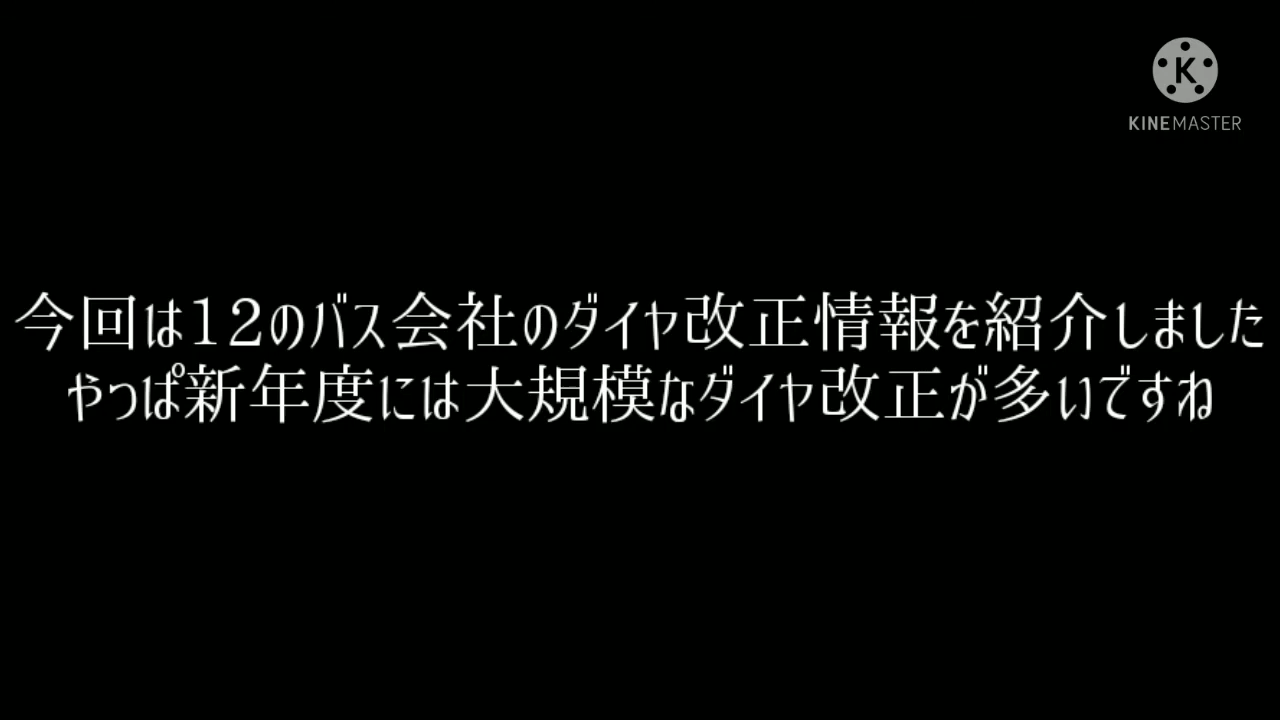 K
KINEMASTER
今回は12のバス会社のダイヤ改正情報を紹介しました
やっぱ新年度には大規模なダイヤ改正が多いですね